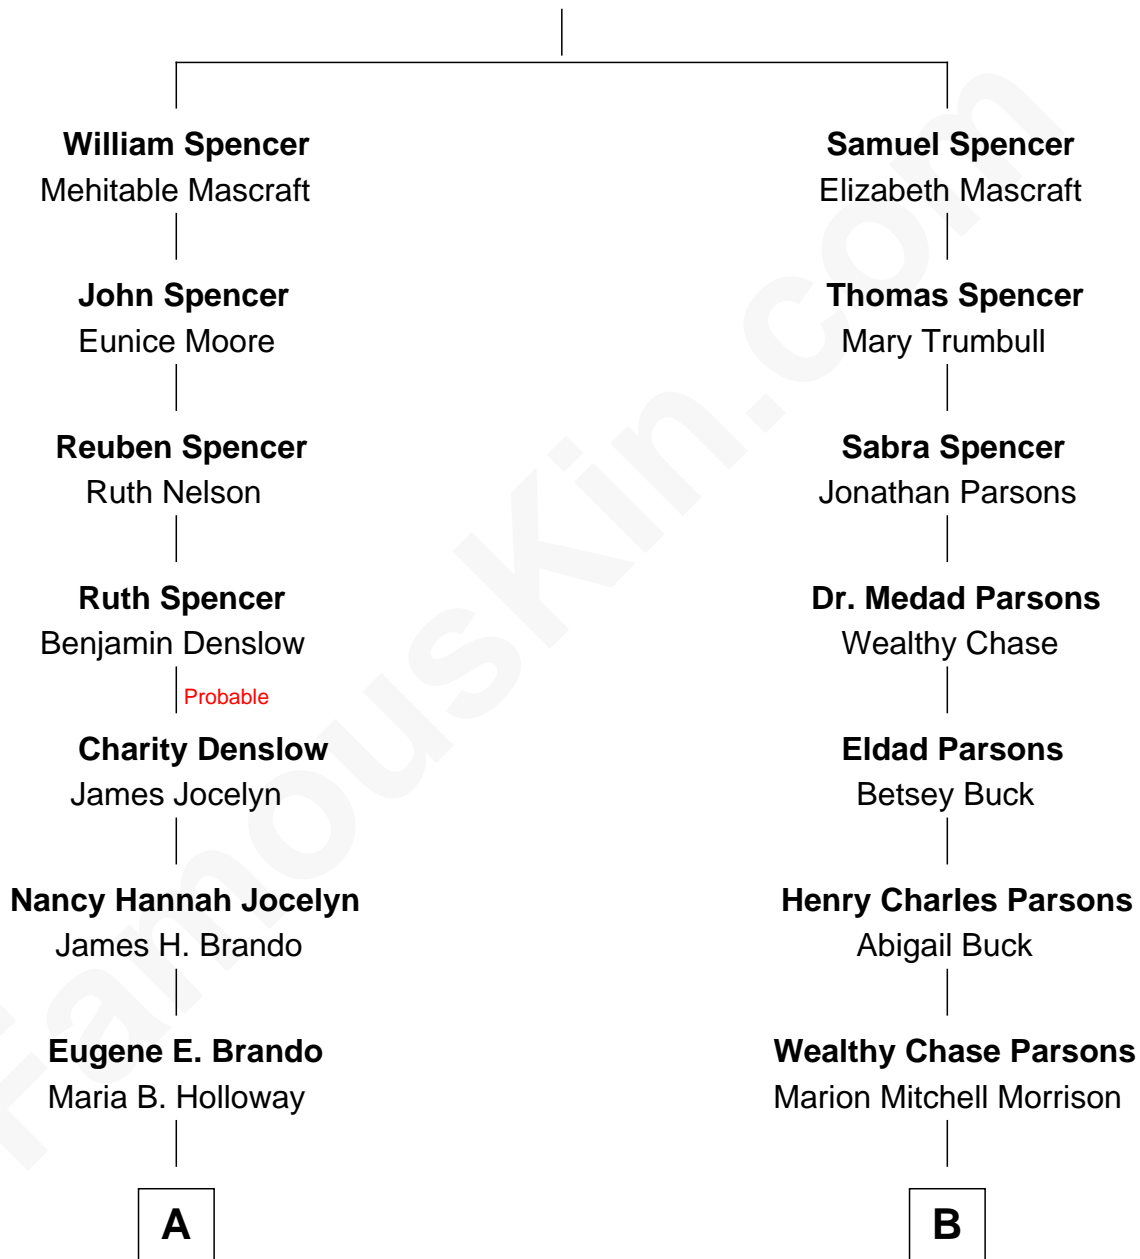 William Spencer
Mehitable Mascraft
John Spencer
Eunice Moore
Reuben Spencer
Ruth Nelson
Ruth Spencer
Benjamin Denslow
Probable
Charity Denslow
James Jocelyn
Nancy Hannah Jocelyn
James H. Brando
Eugene E. Brando
Maria B. Holloway
A
Samuel Spencer
Elizabeth Mascraft
Thomas Spencer
Mary Trumbull
Sabra Spencer
Jonathan Parsons
Dr. Medad Parsons
Wealthy Chase
Eldad Parsons
Betsey Buck
Henry Charles Parsons
Abigail Buck
Wealthy Chase Parsons
Marion Mitchell Morrison
B
FamousKin.com